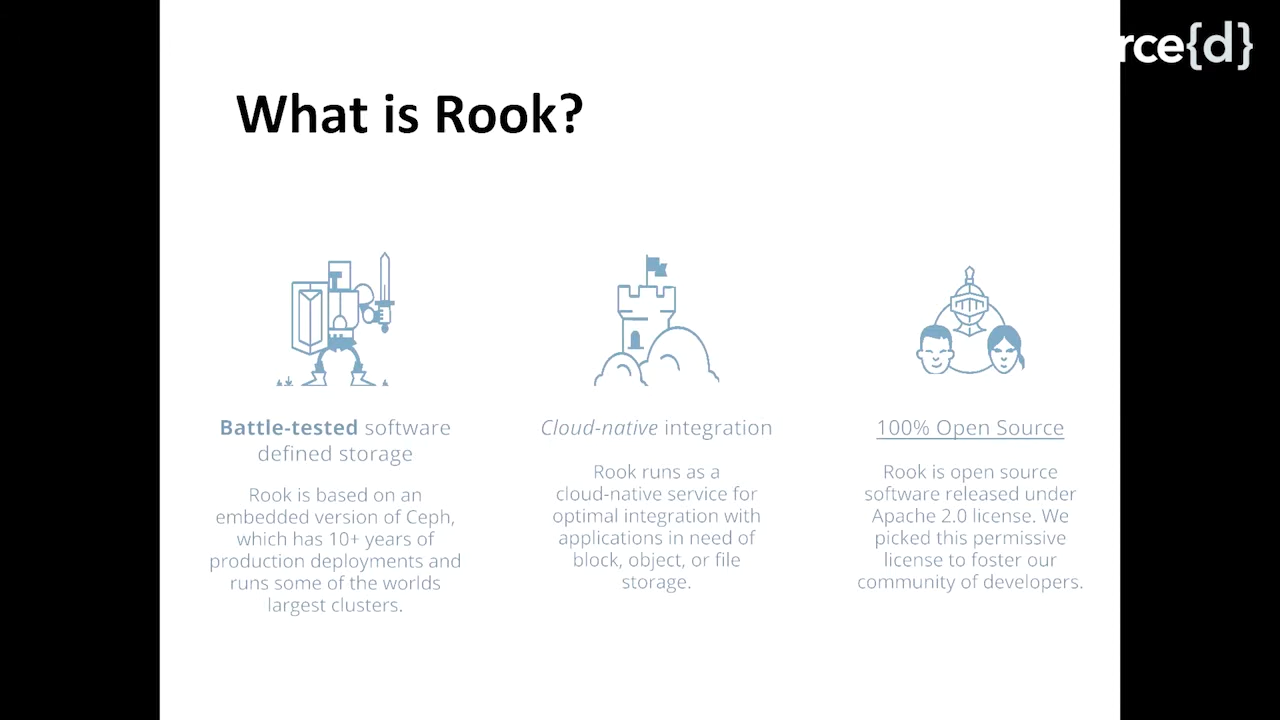 rce{d}
What is Rook?
Battle-tested software
defined storage
Rook is based on an
embedded version of Ceph,
which has 10+ years of
production deployments and
runs some of the worlds
largest clusters.
Cloud-native integration
Rook runs as a
cloud-native service for
optimal integration with
applications in need of
block, object, or file
storage.
100% Open Source
Rook is open source
software released under
Apache 2.0 license. We
picked this permissive
license to foster our
community of developers.